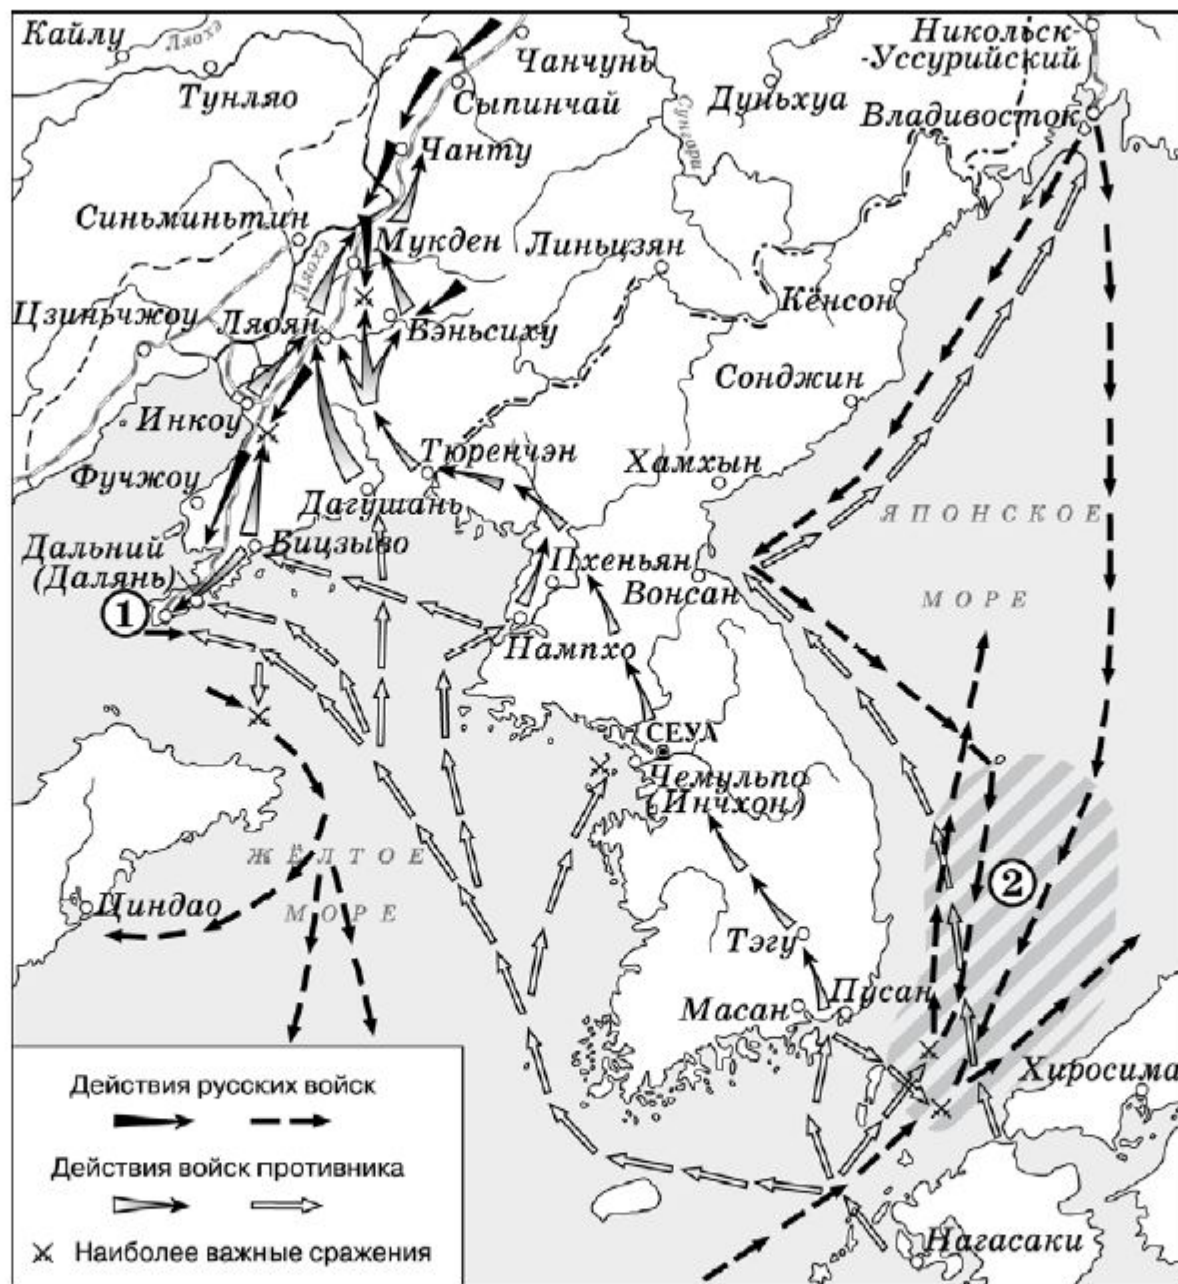 Кайлу
Ляохэ
Тунляо
Чанчунь
Сыпинчай
Сунгари
Дуньхуа
Никольск-
-Уссурийский
Владивосток
Чанту
Синьминьтин
Ляохэ
Мукден
Линьцзян
Кёнсон
Цзиньчжоу
Ляоян
Бэньсиху
Сонджин
Инкоу
Тюренчэн
Хамхын
Фучжоу
Дагушань
ЯПОНСКОЕ
МОРЕ
Дальний
(Далянь)
Бицзыво
1
Пхеньян
Вонсан
Нампхо
СЕУЛ
Чемульпо
(Инчхон)
ЖЁЛТОЕ
МОРЕ
2
Циндао
Тэгу
Масан
Пусан
Хиросима
Нагасаки
Действия русских войск
Действия войск противника
Наиболее важные сражения